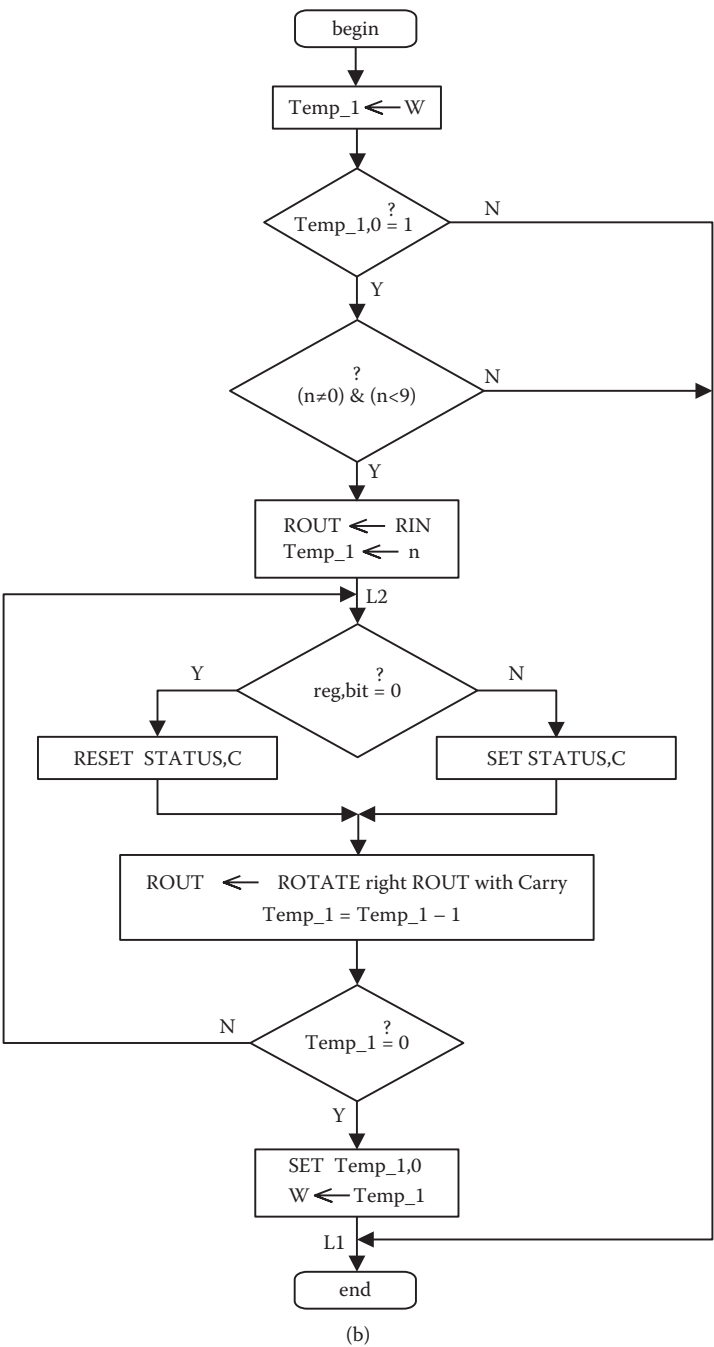 begin
Temp_1 ← W
?
Temp_1,0 = 1
N
Y
?
(n≠0) & (n<9)
N
Y
ROUT ← RIN
Temp_1 ← n
L2
?
reg,bit = 0
Y
N
RESET STATUS,C
SET STATUS,C
ROUT ← ROTATE right ROUT with Carry
Temp_1 = Temp_1 – 1
?
Temp_1 = 0
N
Y
SET Temp_1,0
W ← Temp_1
L1
end
(b)